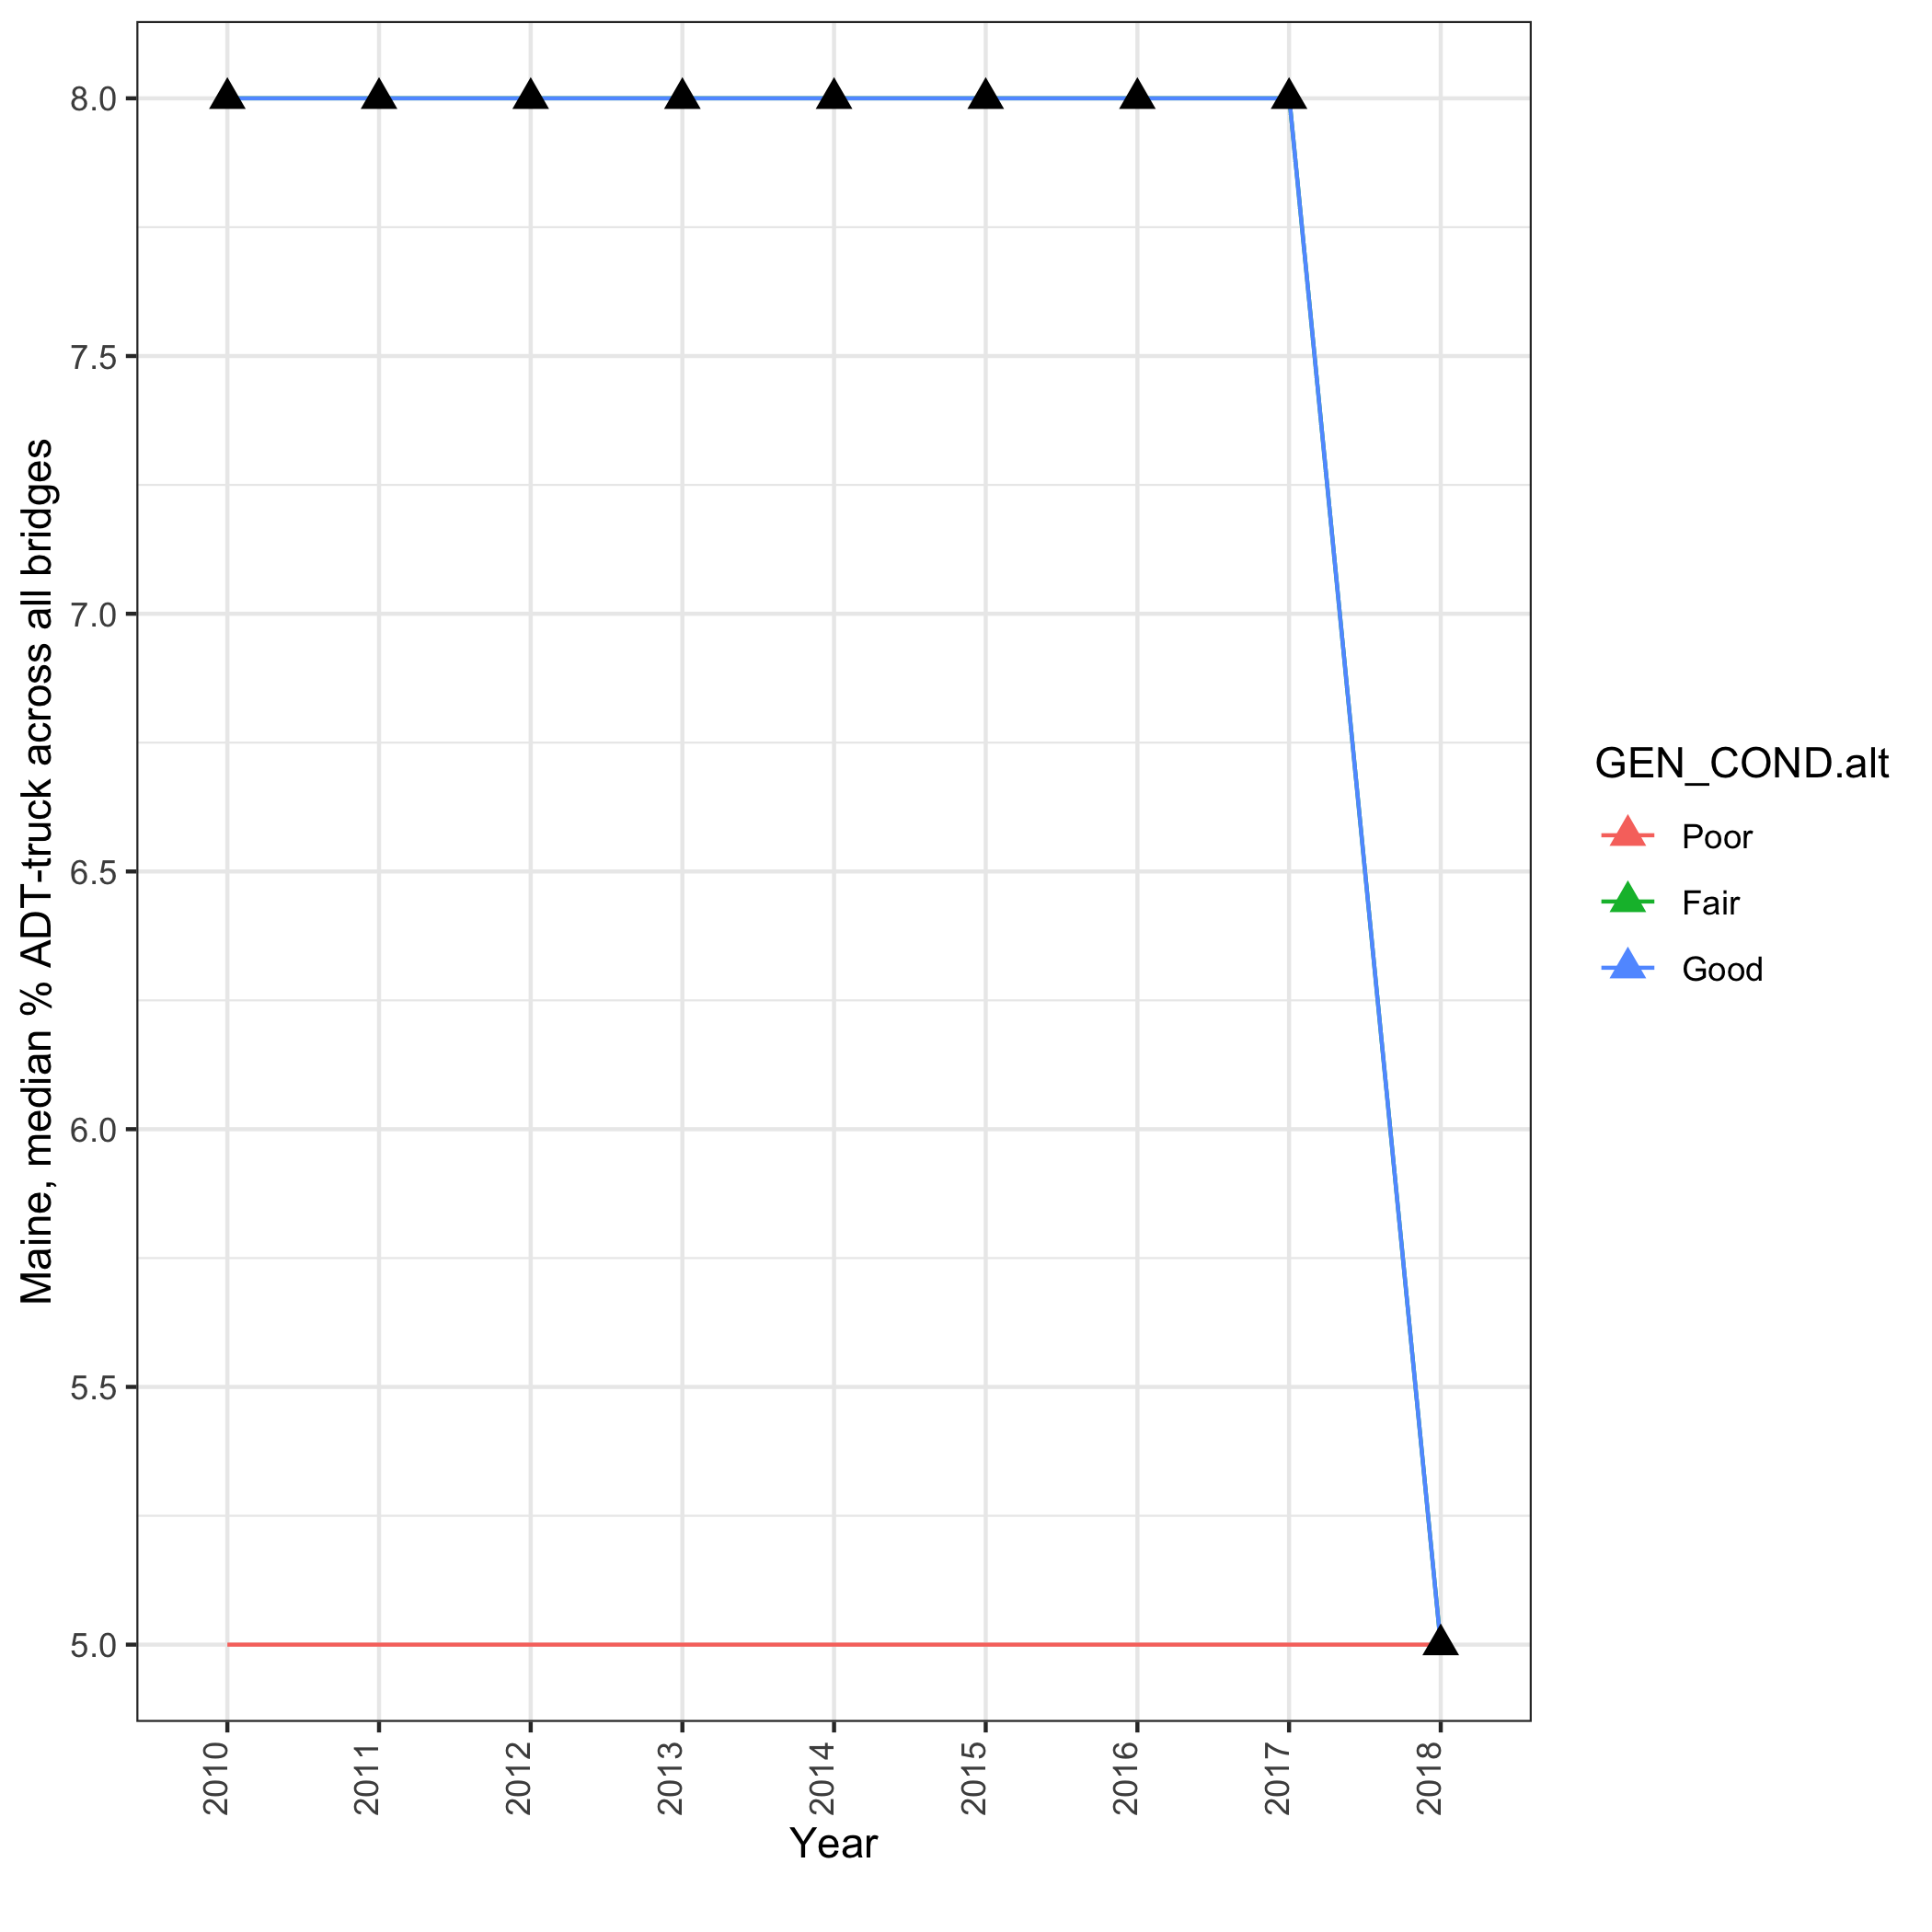 Maine, median % ADT-truck across all bridges
8.0
7.5
7.0
6.5
6.0
5.5
5.0
2010
2011
2012
2013
2014
2015
2016
2017
2018
Year
GEN_COND.alt
Poor
Fair
Good